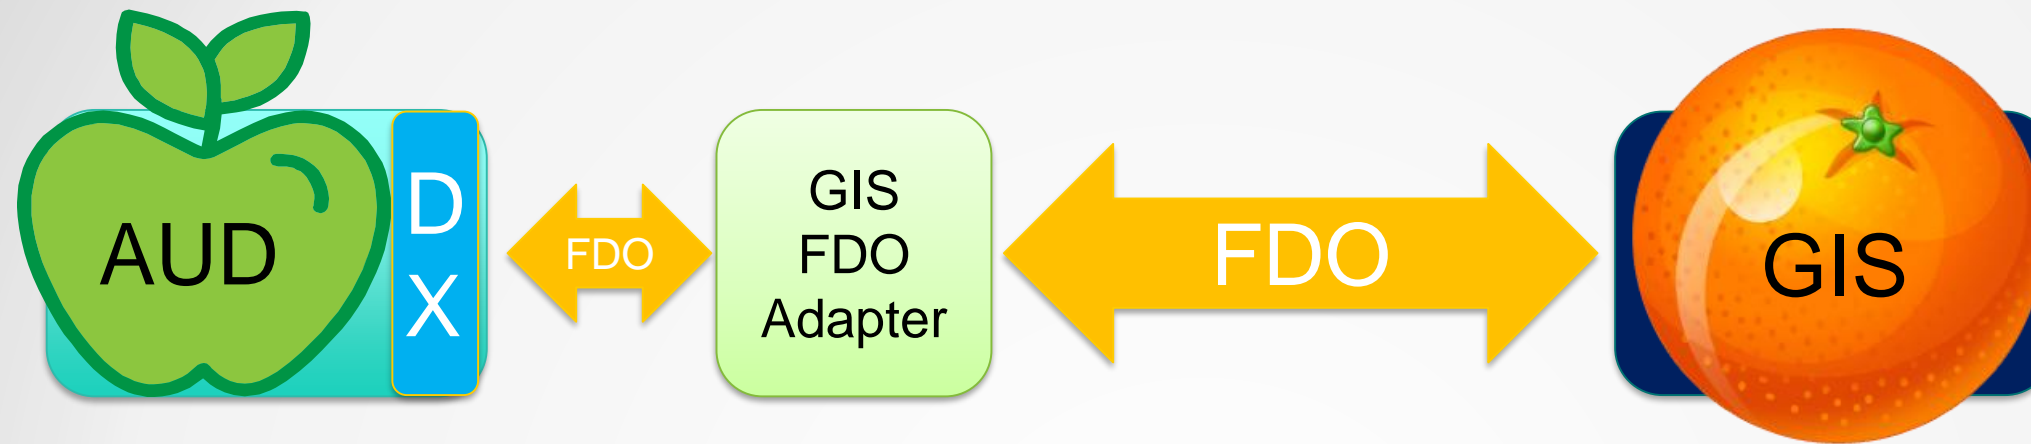 AUD
D
X
FDO
GIS
FDO
Adapter
FDO
GIS